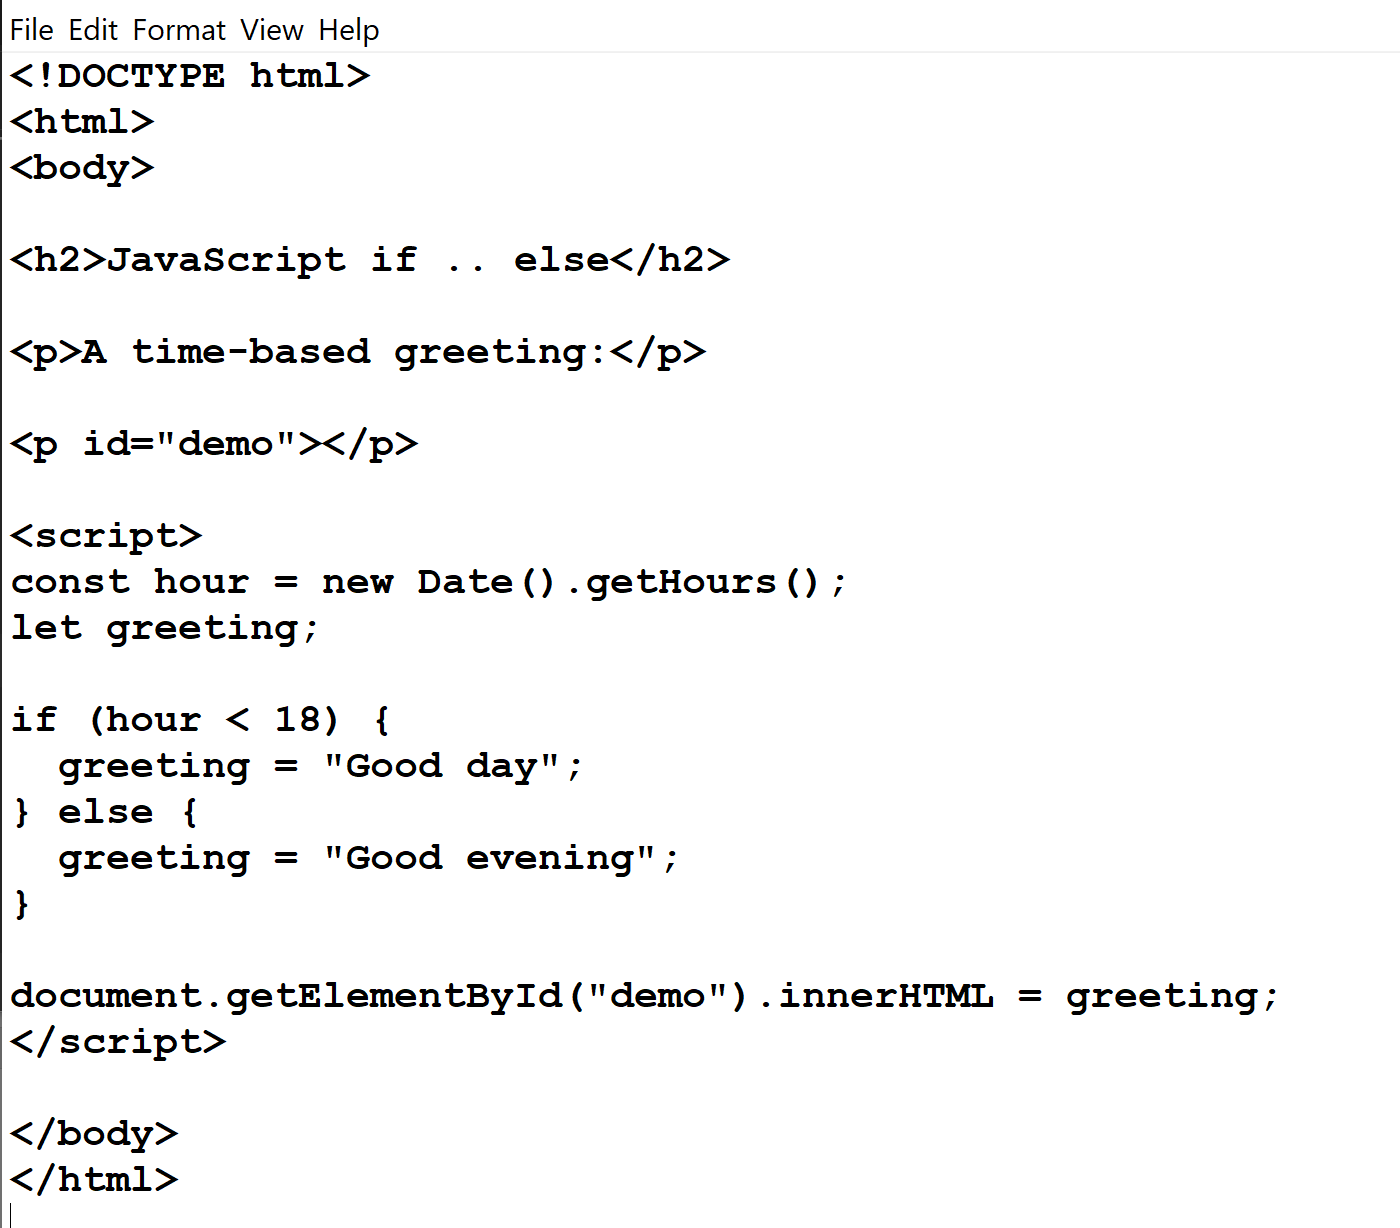 File Edit Format View Help
<!DOCTYPE html>
<html>
<body>
<h2>JavaScript if .. else</h2>
<p>A time-based greeting:</p>
<p id="demo"></p>
<script>
const hour = new Date().getHours();
let greeting;
if (hour < 18) {
  greeting = "Good day";
} else {
  greeting = "Good evening";
}
document.getElementById("demo").innerHTML = greeting;
</script>
</body>
</html>